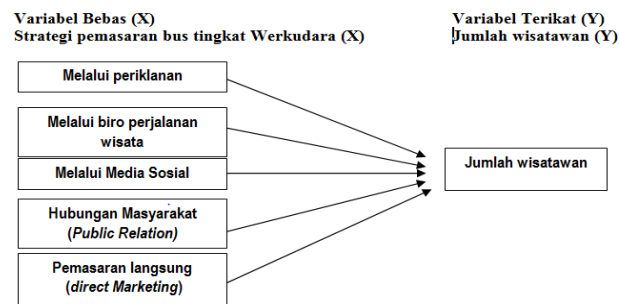 Variabel Bebas (X)
Strategi pemasaran bus tingkat Werkudara (X)
Variabel Terikat (Y)
Jumlah wisatawan (Y)
Melalui periklanan
Melalui biro perjalanan
wisata
Melalui Media Sosial
Hubungan Masyarakat
(Public Relation)
Pemasaran langsung
(direct Marketing)
Jumlah wisatawan